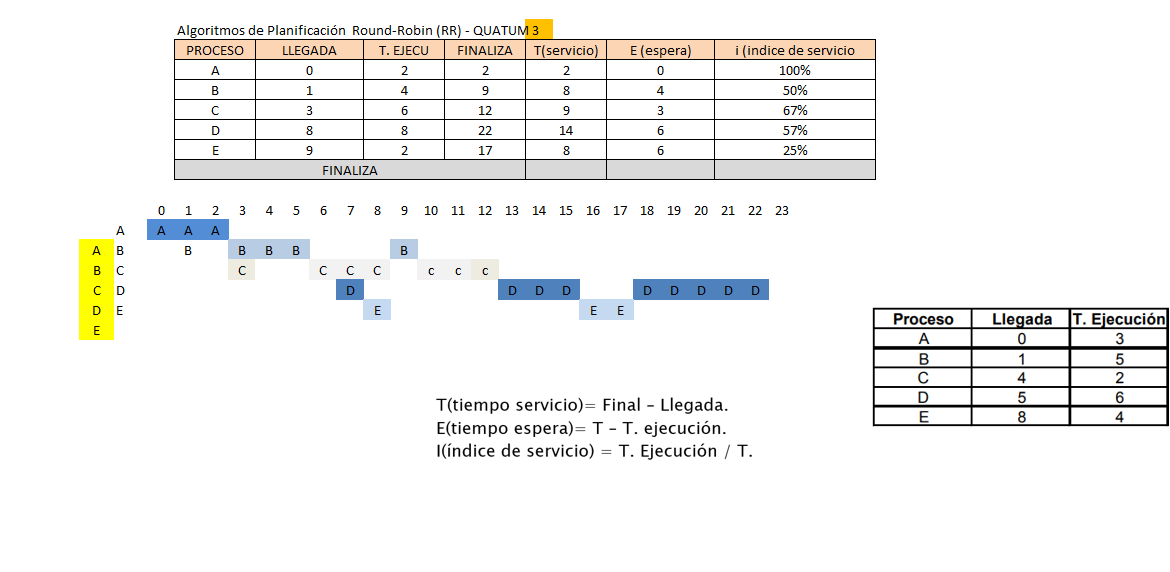 Algoritmos de Planificación Round-Robin (RR) - QUATUM 3
PROCESO LLEGADA T. EJECU FINALIZA T(servicio) E (espera) i (indice de servicio
A 0 2 2 2 0 100%
B 1 4 9 8 4 50%
C 3 6 12 9 3 67%
D 8 8 22 14 6 57%
E 9 2 17 8 6 25%
FINALIZA
0 1 2 3 4 5 6 7 8 9 10 11 12 13 14 15 16 17 18 19 20 21 22 23
A A A A
A B B B B B B
B C C C C C c c c
C D D D D D D D D D D
D E E E E
E
Proceso Llegada T. Ejecución
A 0 3
B 1 5
C 4 2
D 5 6
E 8 4
T(tiempo servicio)= Final – Llegada.
E(tiempo espera)= T – T. ejecución.
I(índice de servicio) = T. Ejecución / T.